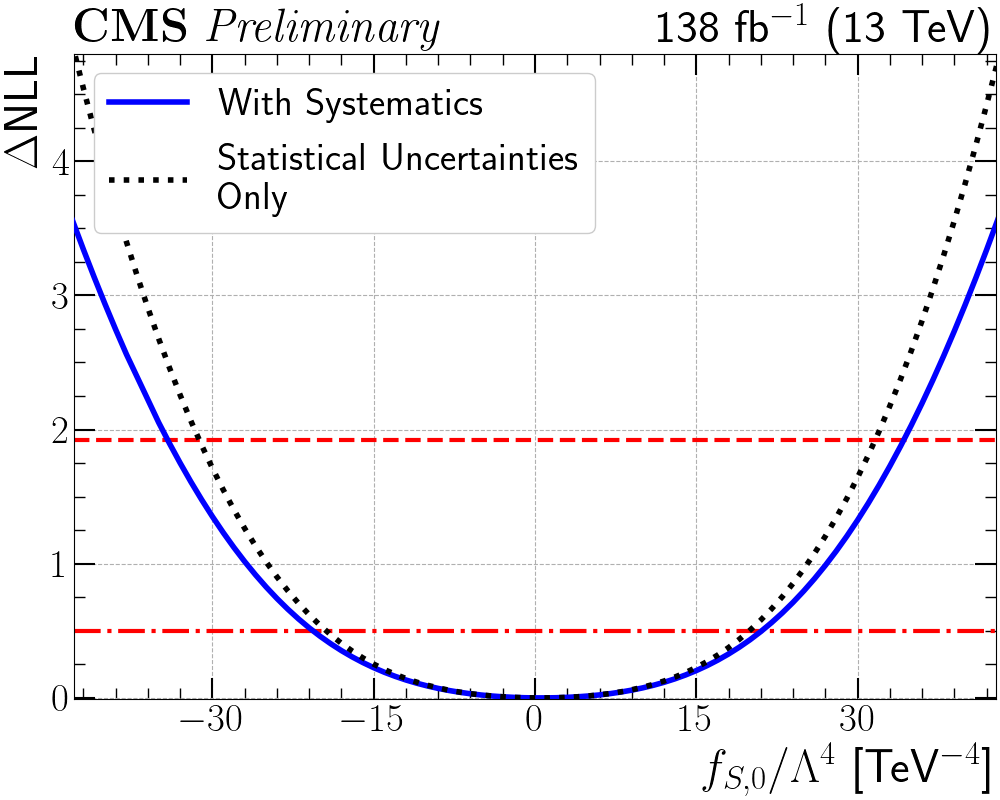 CMS Preliminary 138 fb⁻¹ (13 TeV)
ΔNLL
With Systematics
Statistical Uncertainties
Only
4
3
2
1
0
−30 −15 0 15 30
f_{S,0}/Λ⁴ [TeV⁻⁴]